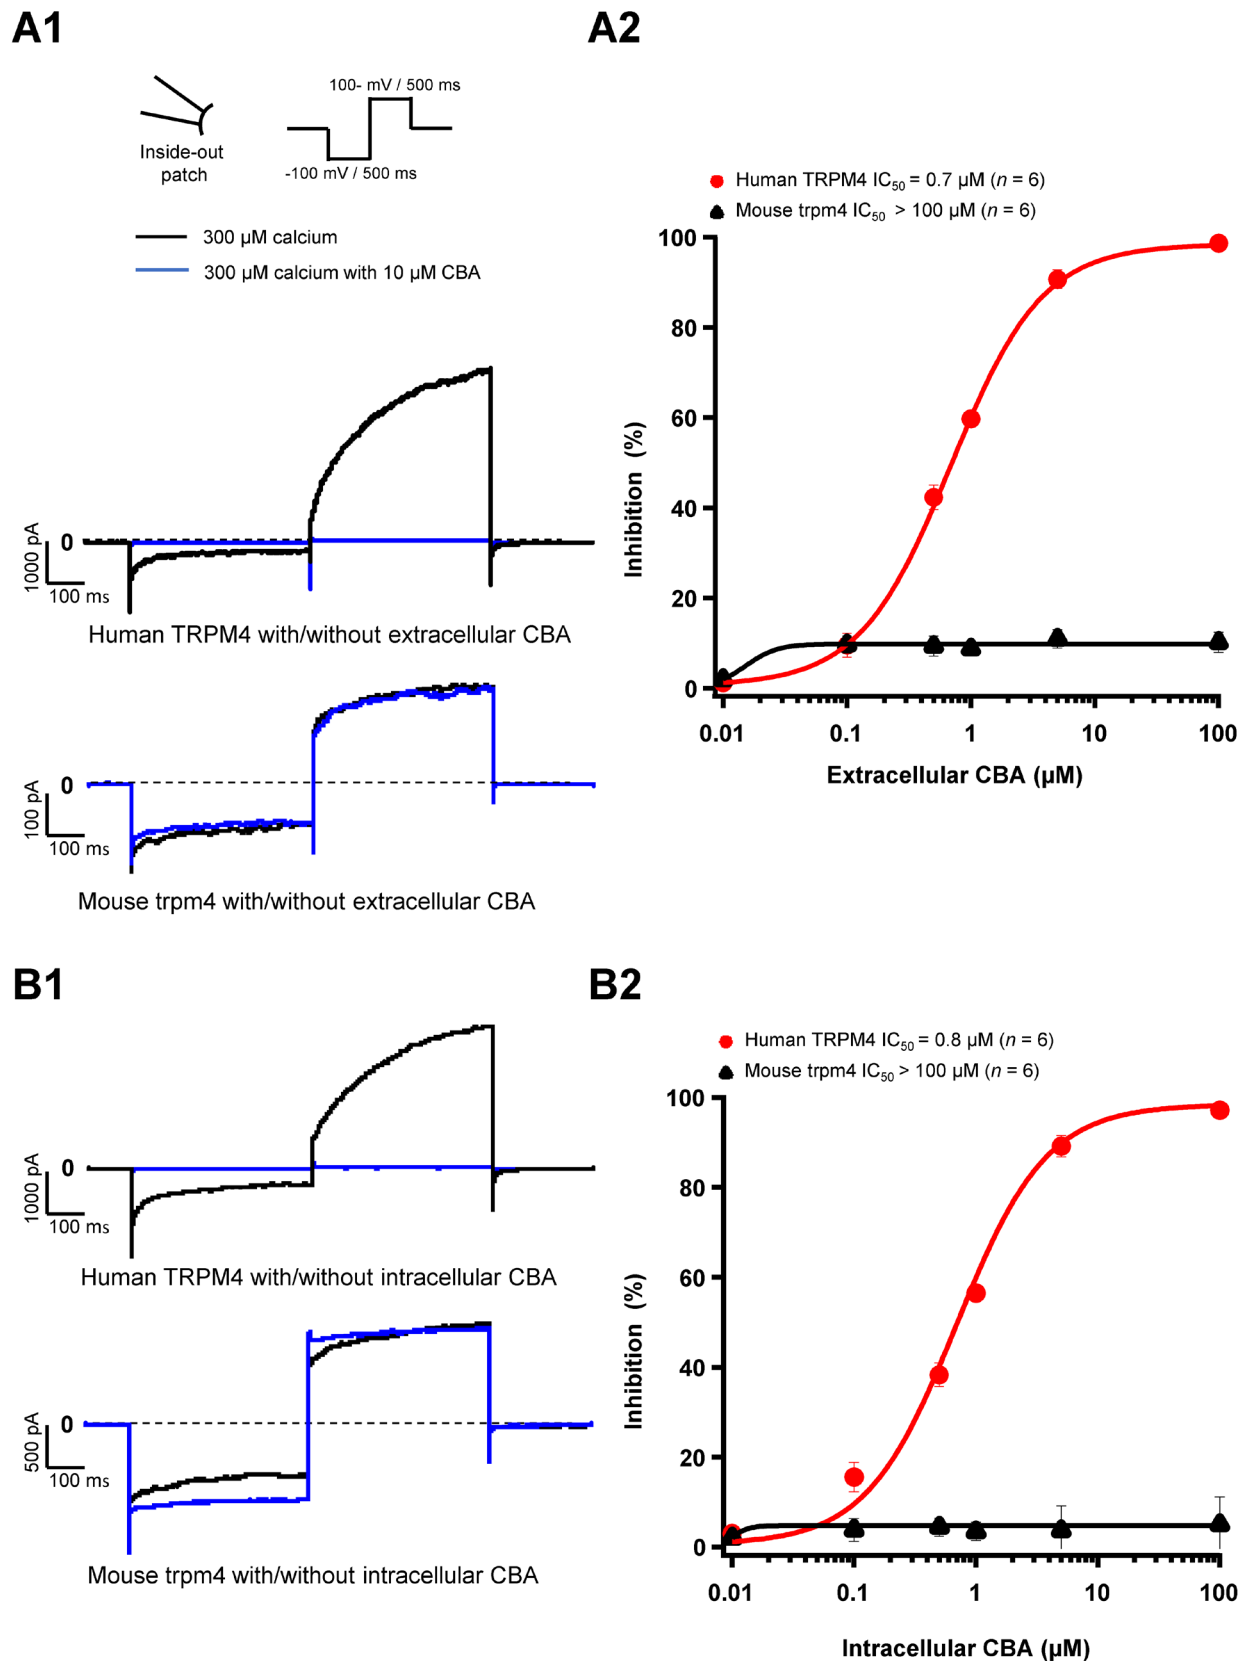 A1
Inside-out
patch
100- mV / 500 ms
-100 mV / 500 ms
300 µM calcium
300 µM calcium with 10 µM CBA
0
1000 pA
100 ms
Human TRPM4 with/without extracellular CBA
0
100 pA
100 ms
Mouse trpm4 with/without extracellular CBA
A2
Human TRPM4 IC50 = 0.7 µM (n = 6)
Mouse trpm4 IC50 > 100 µM (n = 6)
100
80
60
40
20
0
Inhibition (%)
0.01 0.1 1 10 100
Extracellular CBA (µM)
B1
0
1000 pA
100 ms
Human TRPM4 with/without intracellular CBA
0
500 pA
100 ms
Mouse trpm4 with/without intracellular CBA
B2
Human TRPM4 IC50 = 0.8 µM (n = 6)
Mouse trpm4 IC50 > 100 µM (n = 6)
100
80
60
40
20
0
Inhibition (%)
0.01 0.1 1 10 100
Intracellular CBA (µM)